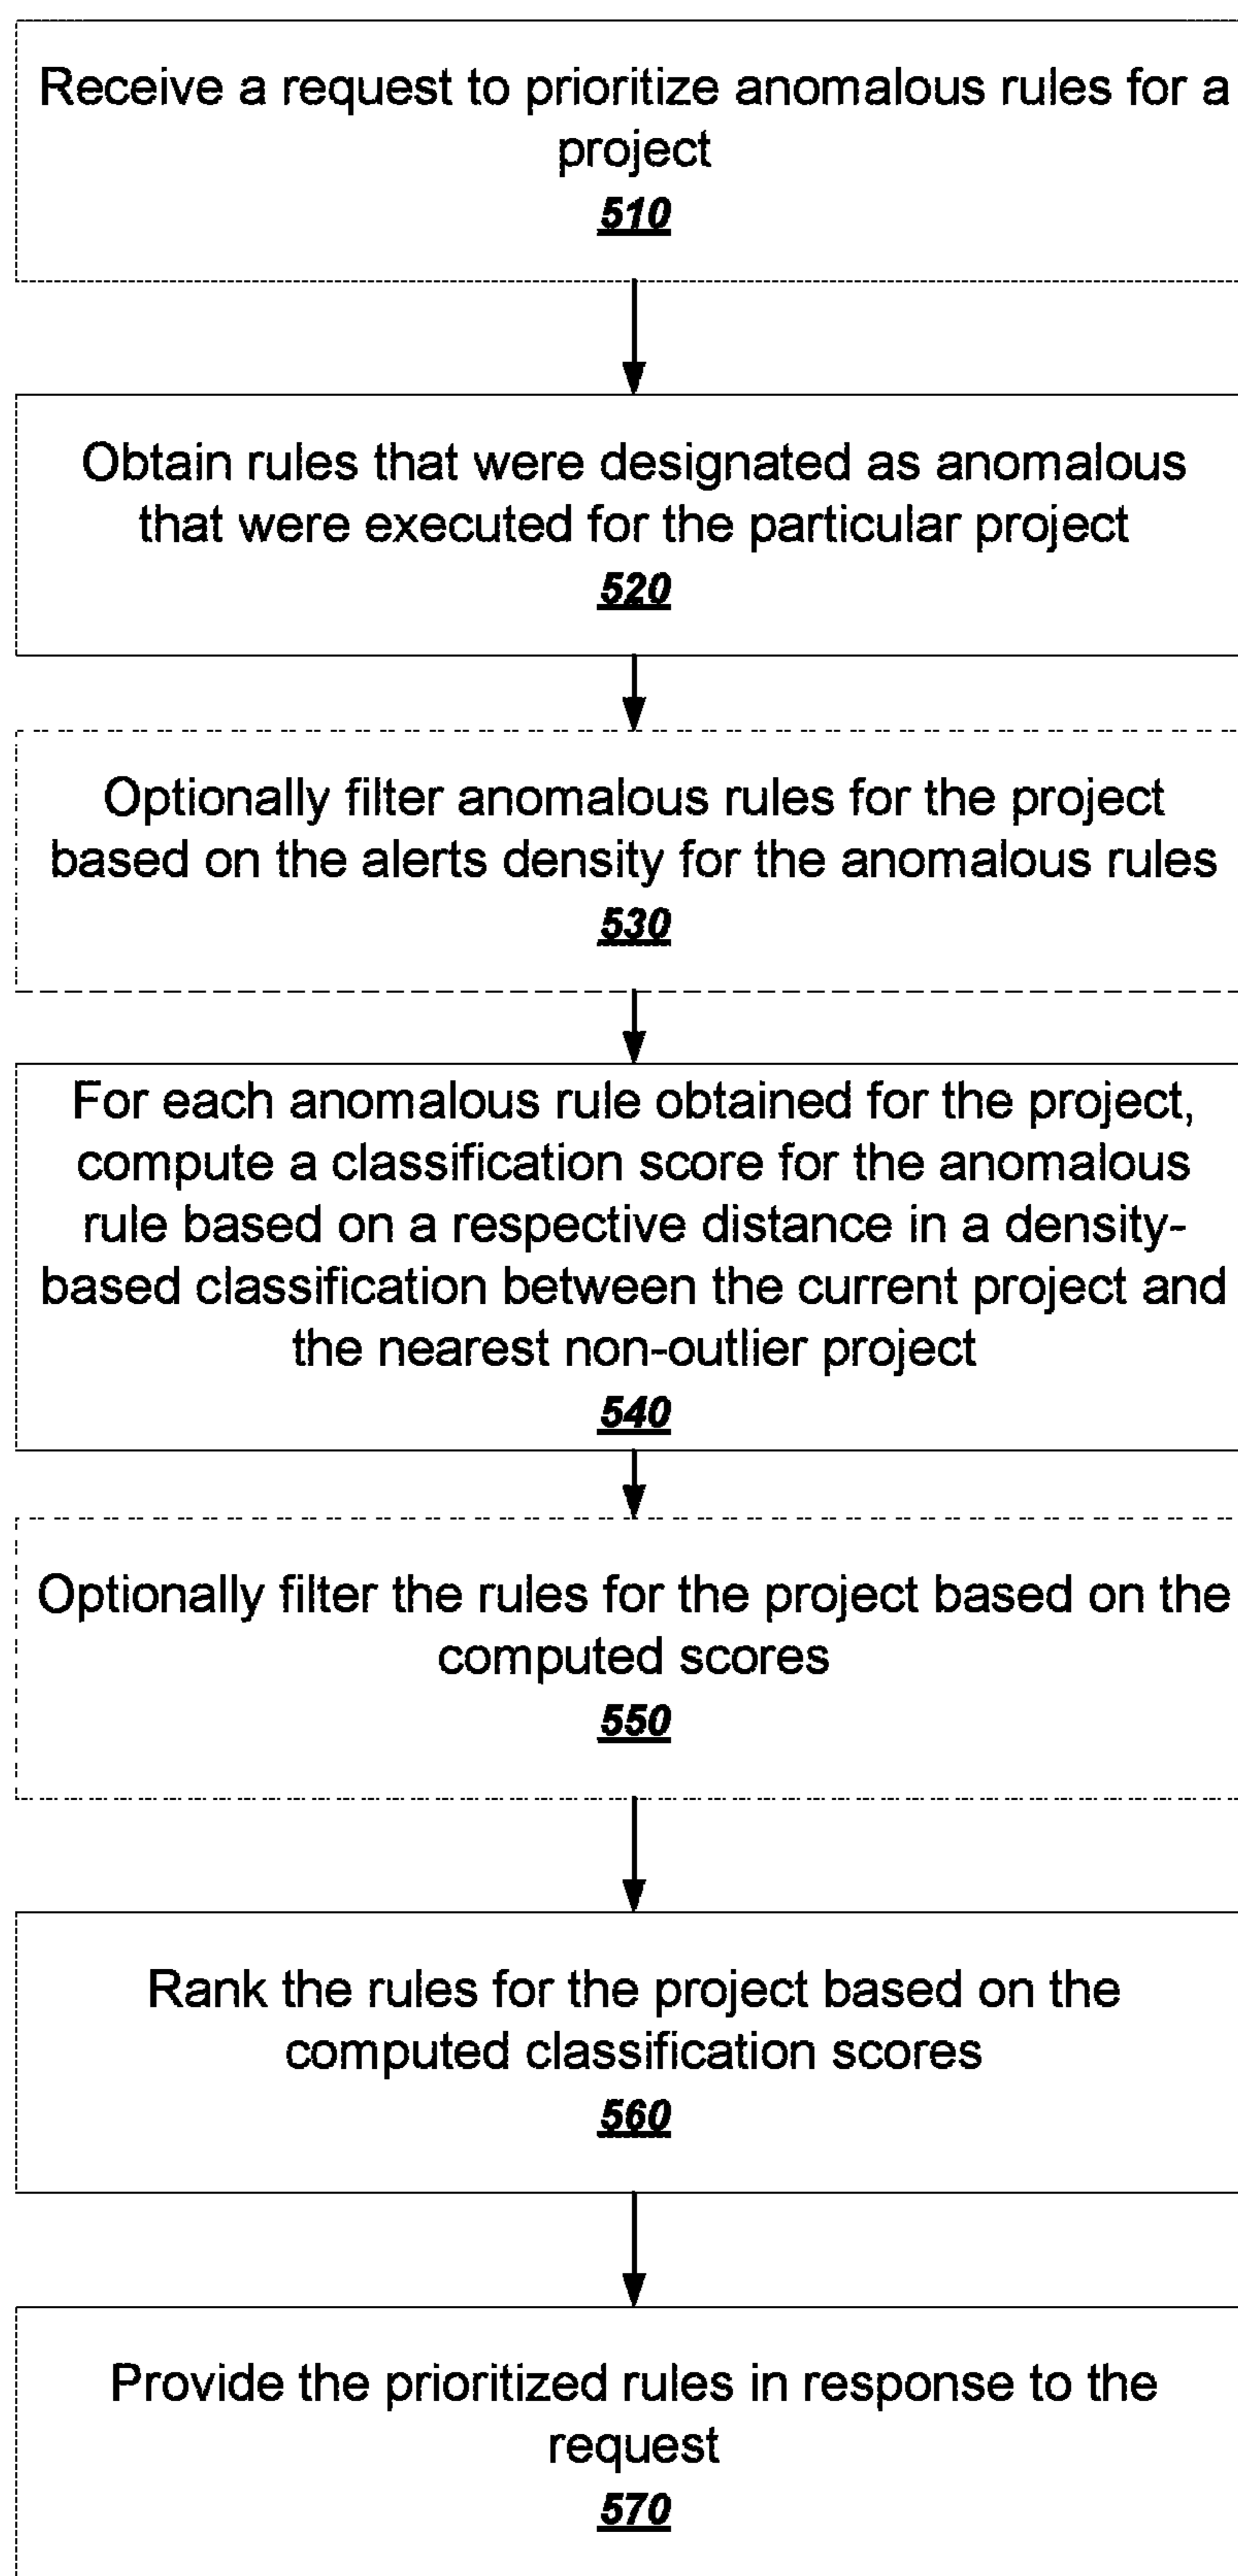 Receive a request to prioritize anomalous rules for a
project
510
Obtain rules that were designated as anomalous
that were executed for the particular project
520
Optionally filter anomalous rules for the project
based on the alerts density for the anomalous rules
530
For each anomalous rule obtained for the project,
compute a classification score for the anomalous
rule based on a respective distance in a density-
based classification between the current project and
the nearest non-outlier project
540
Optionally filter the rules for the project based on the
computed scores
550
Rank the rules for the project based on the
computed classification scores
560
Provide the prioritized rules in response to the
request
570